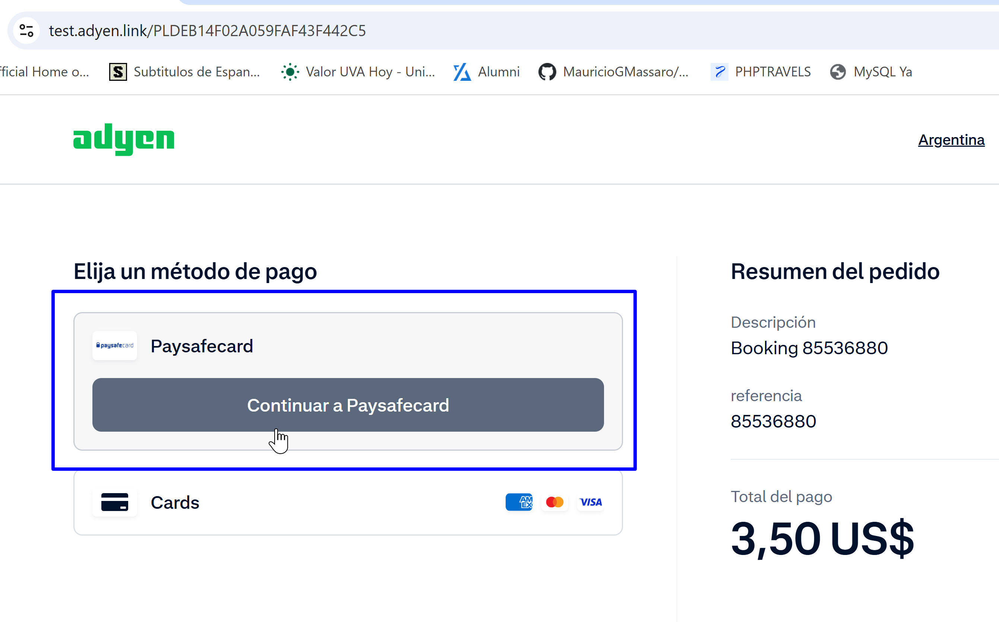 test.adyen.link/PLDEB14F02A059FAF43F442C5
fficial Home o... Subtitulos de Espan... Valor UVA Hoy - Uni... Alumni MauricioGMassaro/... PHPTRAVELS MySQL Ya
adyen
Argentina
Elija un método de pago
paysafecard Paysafecard
Continuar a Paysafecard
Cards AMEX VISA
Resumen del pedido
Descripción
Booking 85536880
referencia
85536880
Total del pago
3,50 US$